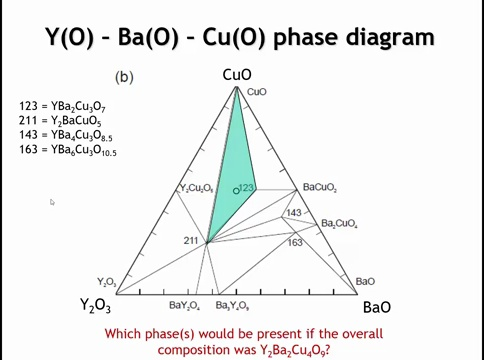 Y(O) – Ba(O) – Cu(O) phase diagram
(b)
CuO
CuO
123 = YBa₂Cu₃O₇
211 = Y₂BaCuO₅
143 = YBa₄Cu₃O₈.₅
163 = YBa₆Cu₃O₁₀.₅
Y₂Cu₂O₅
123
BaCuO₂
143
Ba₂CuO₄
211
163
Y₂O₃
BaO
Y₂O₃
BaY₂O₄
Ba₃Y₄O₉
BaO
Which phase(s) would be present if the overall
composition was Y₂Ba₂Cu₄O₉?